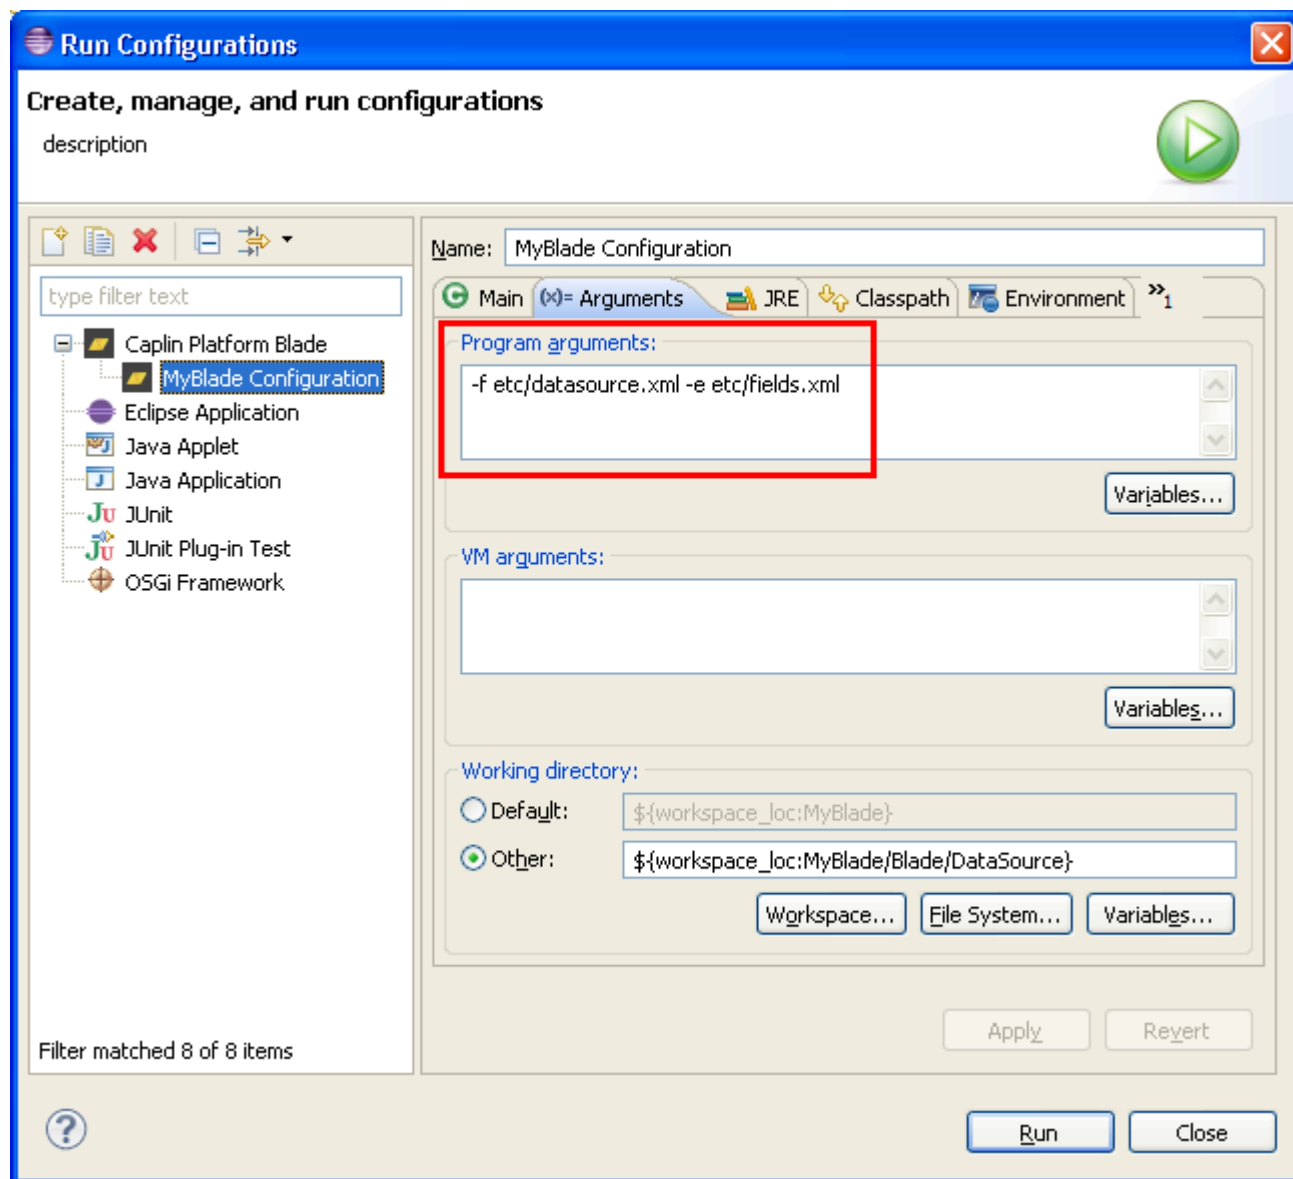 Run Configurations
Create, manage, and run configurations
description
type filter text
Caplin Platform Blade
MyBlade Configuration
Eclipse Application
Java Applet
Java Application
JUnit
JUnit Plug-in Test
OSGi Framework
Filter matched 8 of 8 items
Name: MyBlade Configuration
Main (x)= Arguments JRE Classpath Environment »1
Program arguments:
-f etc/datasource.xml -e etc/fields.xml
Variables...
VM arguments:
Variables...
Working directory:
Default: ${workspace_loc:MyBlade}
Other: ${workspace_loc:MyBlade/Blade/DataSource}
Workspace... File System... Variables...
Apply Revert
Run Close